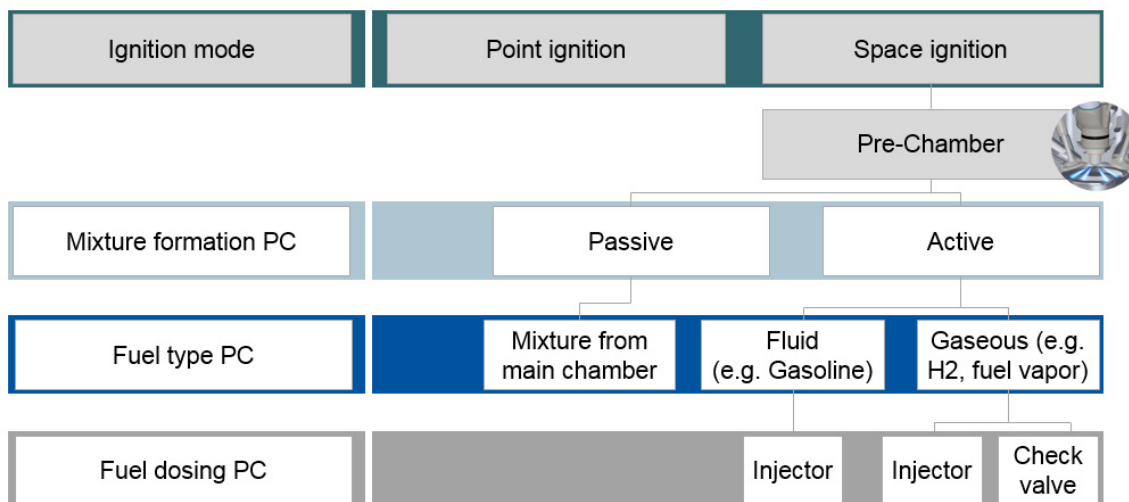 Ignition mode
Point ignition
Space ignition
Pre-Chamber
Mixture formation PC
Passive
Active
Fuel type PC
Mixture from
main chamber
Fluid
(e.g. Gasoline)
Gaseous (e.g.
H2, fuel vapor)
Fuel dosing PC
Injector
Injector
Check
valve